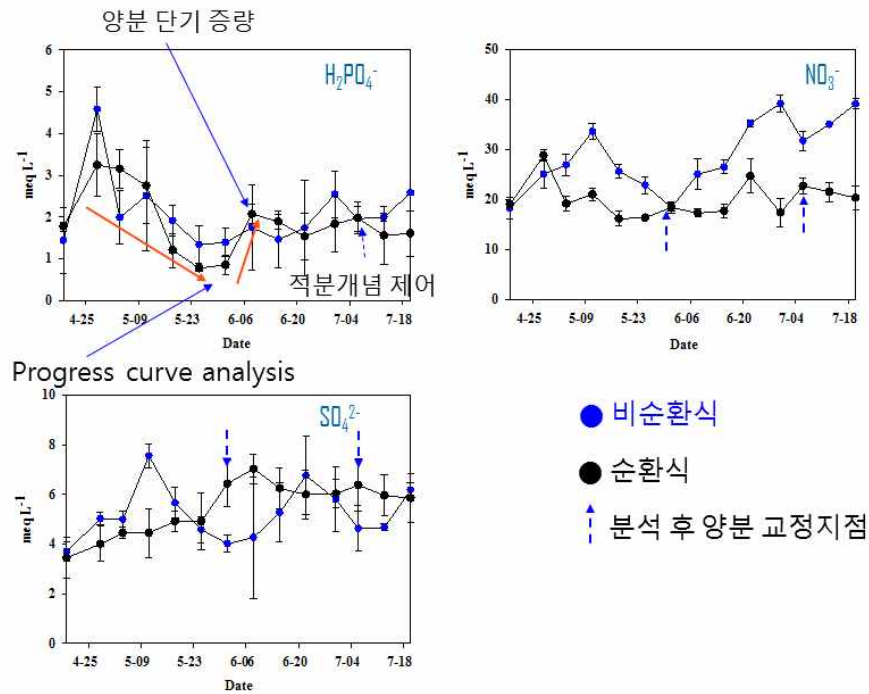 양분 단기 증량
6
5
4
3
2
1
0
meq L⁻¹
H₂PO₄⁻
적분개념 제어
4-25 5-09 5-23 6-06 6-20 7-04 7-18
Date
Progress curve analysis
50
40
30
20
10
0
meq L⁻¹
NO₃⁻
4-25 5-09 5-23 6-06 6-20 7-04 7-18
Date
10
8
6
4
2
0
meq L⁻¹
SO₄²⁻
4-25 5-09 5-23 6-06 6-20 7-04 7-18
Date
비순환식
순환식
분석 후 양분 교정지점